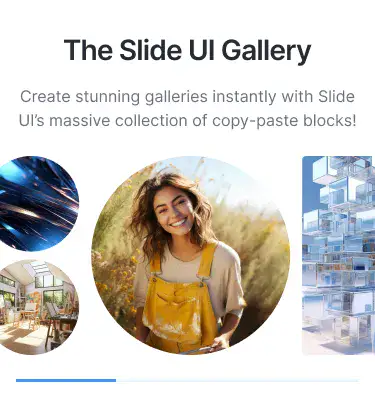 The Slide UI Gallery
Create stunning galleries instantly with Slide
UI’s massive collection of copy-paste blocks!